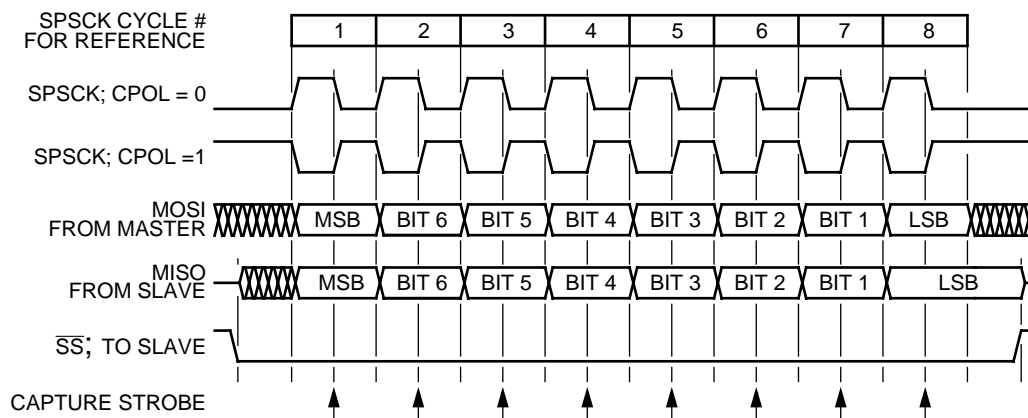 SPSCK CYCLE #
FOR REFERENCE
1 2 3 4 5 6 7 8
SPSCK; CPOL = 0
SPSCK; CPOL =1
MOSI
FROM MASTER
MSB BIT 6 BIT 5 BIT 4 BIT 3 BIT 2 BIT 1 LSB
MISO
FROM SLAVE
MSB BIT 6 BIT 5 BIT 4 BIT 3 BIT 2 BIT 1 LSB
SS; TO SLAVE
CAPTURE STROBE